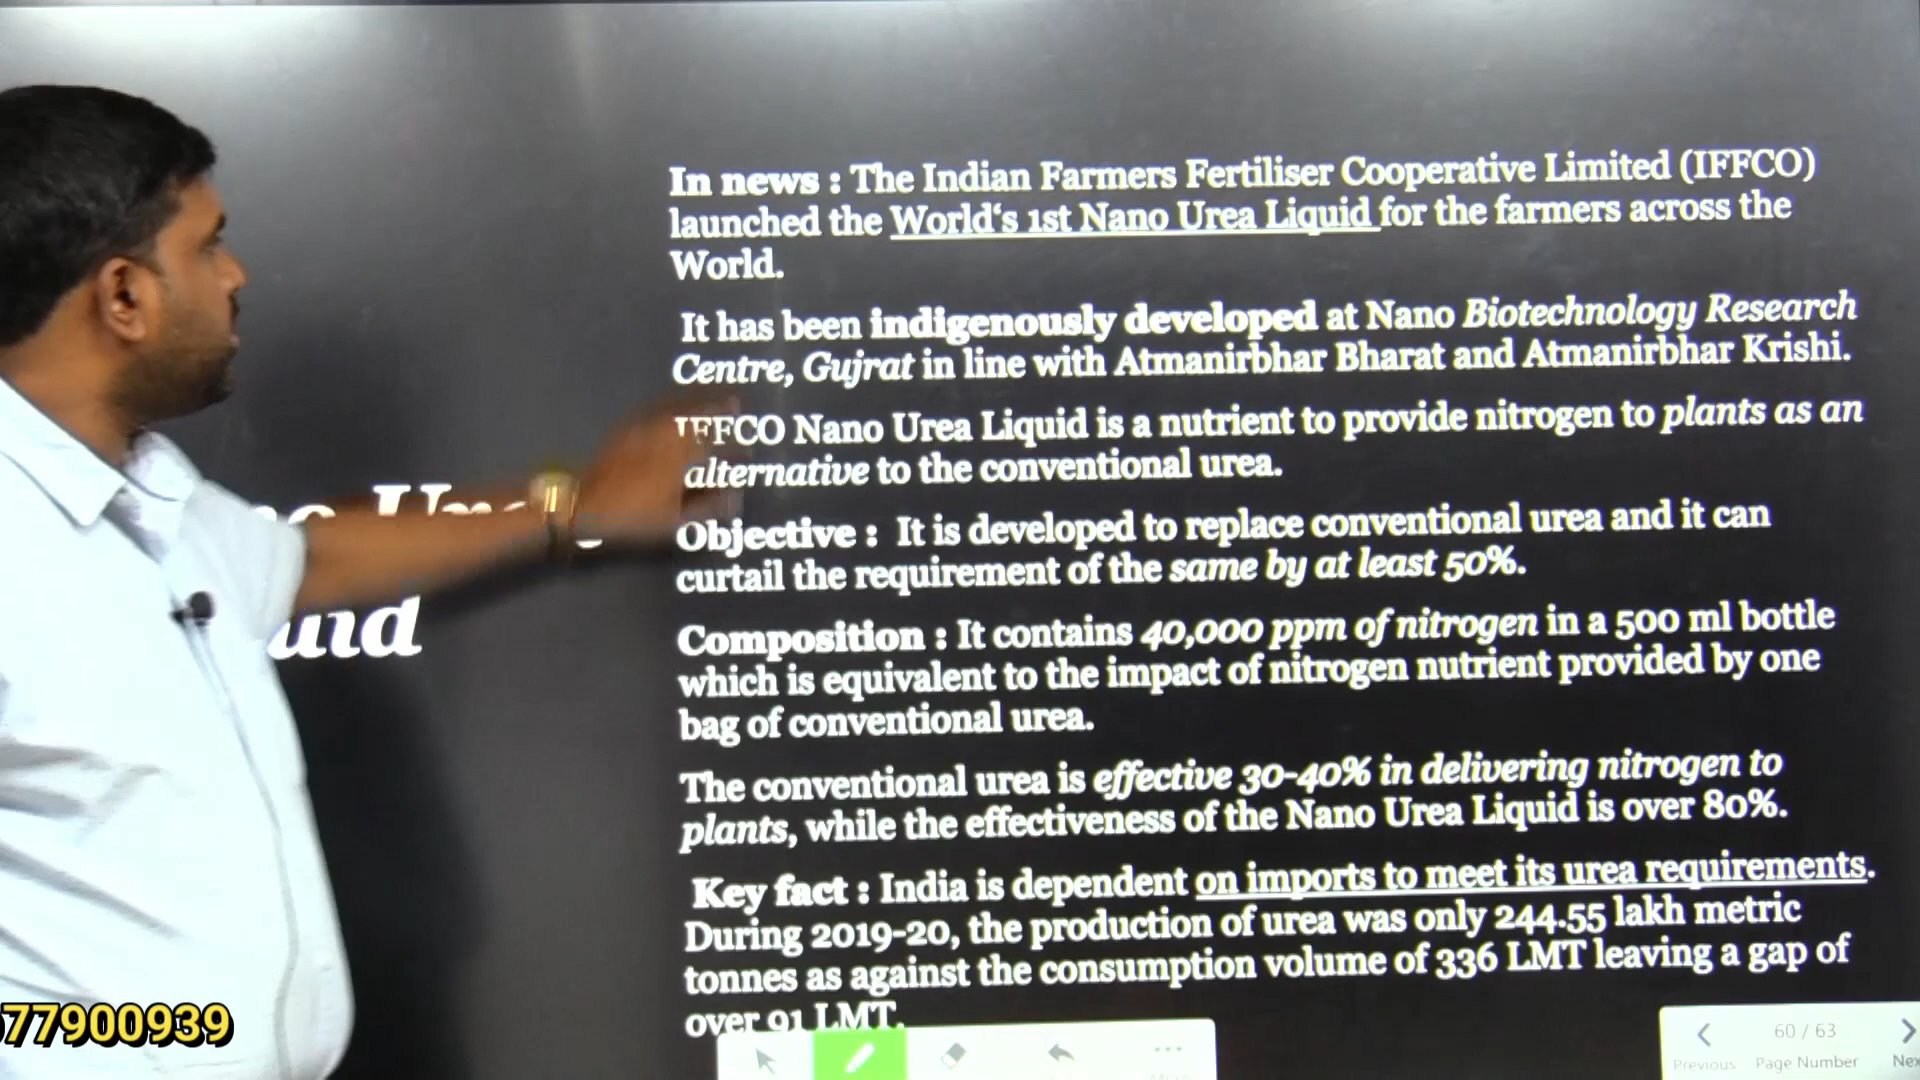 In news : The Indian Farmers Fertiliser Cooperative Limited (IFFCO)
launched the World‘s 1st Nano Urea Liquid for the farmers across the
World.
It has been indigenously developed at Nano Biotechnology Research
Centre, Gujrat in line with Atmanirbhar Bharat and Atmanirbhar Krishi.
IFFCO Nano Urea Liquid is a nutrient to provide nitrogen to plants as an
alternative to the conventional urea.
Objective : It is developed to replace conventional urea and it can
curtail the requirement of the same by at least 50%.
Composition : It contains 40,000 ppm of nitrogen in a 500 ml bottle
which is equivalent to the impact of nitrogen nutrient provided by one
bag of conventional urea.
The conventional urea is effective 30-40% in delivering nitrogen to
plants, while the effectiveness of the Nano Urea Liquid is over 80%.
Key fact : India is dependent on imports to meet its urea requirements.
During 2019-20, the production of urea was only 244.55 lakh metric
tonnes as against the consumption volume of 336 LMT leaving a gap of
over 91 LMT.
77900939
60 / 63
Previous Page Number